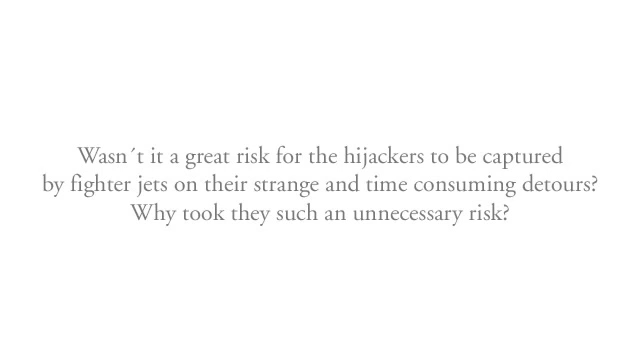 Wasn´t it a great risk for the hijackers to be captured
by fighter jets on their strange and time consuming detours?
Why took they such an unnecessary risk?